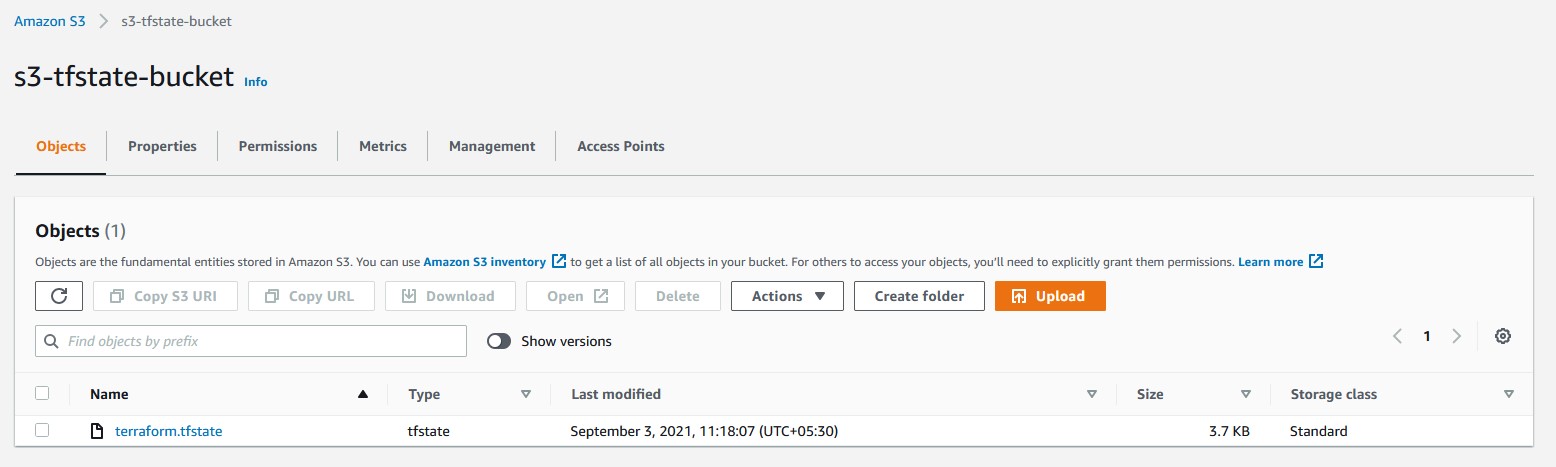 Amazon S3 > s3-tfstate-bucket
s3-tfstate-bucket Info
Objects Properties Permissions Metrics Management Access Points
Objects (1)
Objects are the fundamental entities stored in Amazon S3. You can use Amazon S3 inventory to get a list of all objects in your bucket. For others to access your objects, you'll need to explicitly grant them permissions. Learn more
Copy S3 URI Copy URL Download Open Delete Actions Create folder Upload
Find objects by prefix Show versions 1
Name Type Last modified Size Storage class
terraform.tfstate tfstate September 3, 2021, 11:18:07 (UTC+05:30) 3.7 KB Standard